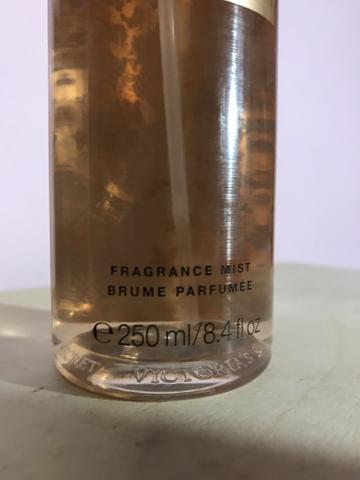 FRAGRANCE MIST
BRUME PARFUMÉE
℮ 250 ml/8.4 fl oz
VICTORIA'S